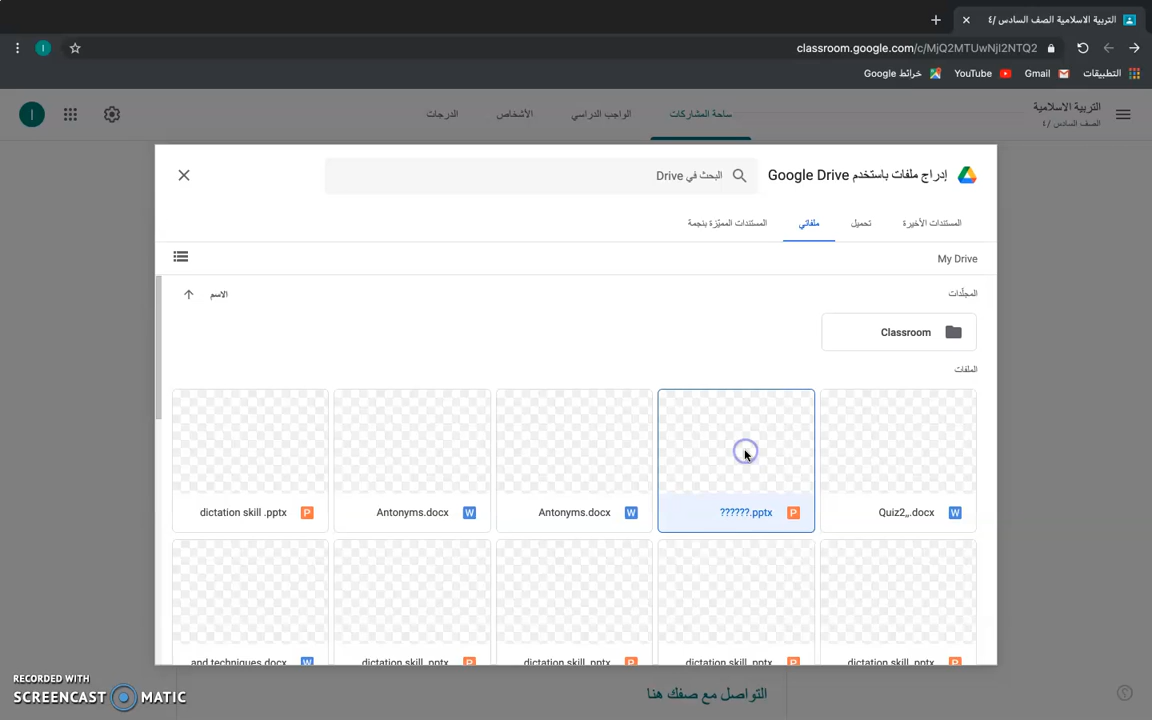 التربية الاسلامية الصف السادس /٤
classroom.google.com/c/MjQ2MTUwNjI2NTQ2
التطبيقات
Gmail
YouTube
خرائط Google
التربية الاسلامية
الصف السادس /٤
ساحة المشاركات
الواجب الدراسي
الأشخاص
الدرجات
I
إدراج ملفات باستخدم Google Drive
البحث في Drive
المستندات الأخيرة
تحميل
ملفاتي
المستندات المميّزة بنجمة
My Drive
المجلّدات
الاسم
Classroom
الملفات
Quiz2,,.docx
??????.pptx
Antonyms.docx
Antonyms.docx
dictation skill .pptx
dictation skill .pptx
dictation skill .pptx
dictation skill .pptx
dictation skill .pptx
and techniques.docx
التواصل مع صفك هنا
RECORDED WITH
SCREENCAST MATIC